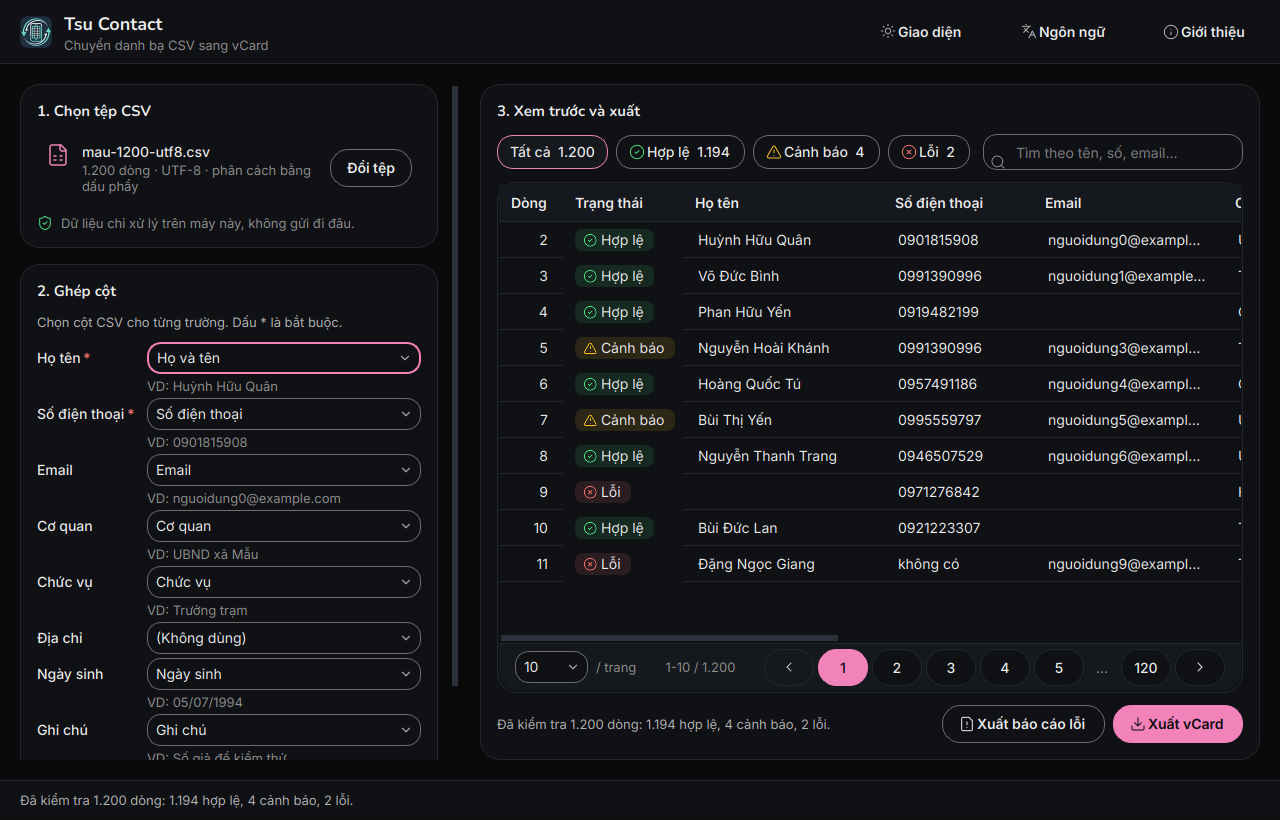 Tsu Contact
Chuyển danh bạ CSV sang vCard
Giao diện
Ngôn ngữ
Giới thiệu
1. Chọn tệp CSV
mau-1200-utf8.csv
1.200 dòng · UTF-8 · phân cách bằng
dấu phẩy
Đổi tệp
Dữ liệu chỉ xử lý trên máy này, không gửi đi đâu.
2. Ghép cột
Chọn cột CSV cho từng trường. Dấu * là bắt buộc.
Họ tên * Họ và tên
VD: Huỳnh Hữu Quân
Số điện thoại * Số điện thoại
VD: 0901815908
Email Email
VD: nguoidung0@example.com
Cơ quan Cơ quan
VD: UBND xã Mẫu
Chức vụ Chức vụ
VD: Trưởng trạm
Địa chỉ (Không dùng)
Ngày sinh Ngày sinh
VD: 05/07/1994
Ghi chú Ghi chú
VD: Số giả để kiểm thử
3. Xem trước và xuất
Tất cả 1.200 Hợp lệ 1.194 Cảnh báo 4 Lỗi 2 Tìm theo tên, số, email...
Dòng Trạng thái Họ tên Số điện thoại Email
2 Hợp lệ Huỳnh Hữu Quân 0901815908 nguoidung0@exampl...
3 Hợp lệ Võ Đức Bình 0991390996 nguoidung1@example...
4 Hợp lệ Phan Hữu Yến 0919482199
5 Cảnh báo Nguyễn Hoài Khánh 0991390996 nguoidung3@exampl...
6 Hợp lệ Hoàng Quốc Tú 0957491186 nguoidung4@exampl...
7 Cảnh báo Bùi Thị Yến 0995559797 nguoidung5@exampl...
8 Hợp lệ Nguyễn Thanh Trang 0946507529 nguoidung6@exampl...
9 Lỗi 0971276842
10 Hợp lệ Bùi Đức Lan 0921223307
11 Lỗi Đặng Ngọc Giang không có nguoidung9@exampl...
10 / trang 1-10 / 1.200 1 2 3 4 5 ... 120
Đã kiểm tra 1.200 dòng: 1.194 hợp lệ, 4 cảnh báo, 2 lỗi.
Xuất báo cáo lỗi
Xuất vCard
Đã kiểm tra 1.200 dòng: 1.194 hợp lệ, 4 cảnh báo, 2 lỗi.